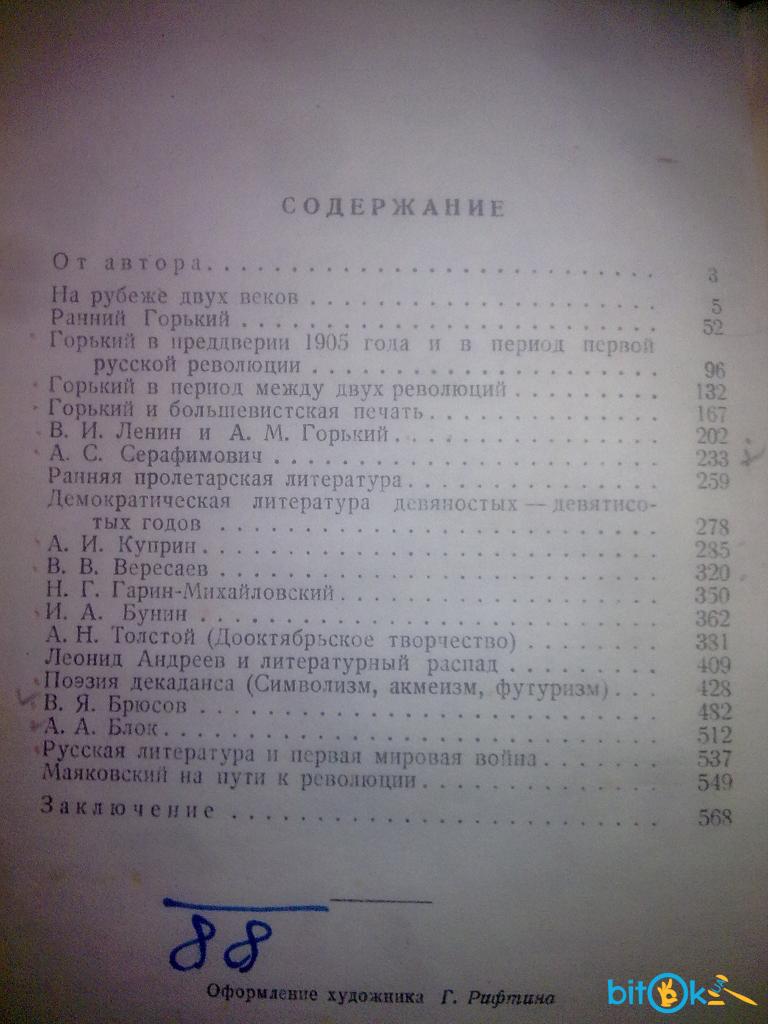 СОДЕРЖАНИЕ
От автора. . . . . . . . . . . . . . . . . . . . . . . . . . . . 3
На рубеже двух веков . . . . . . . . . . . . . . . . . . . . . . 5
Ранний Горький . . . . . . . . . . . . . . . . . . . . . . . . . 52
Горький в преддверии 1905 года и в период первой
русской революции . . . . . . . . . . . . . . . . . . . . . 96
Горький в период между двух революций . . . . . . . . . 132
Горький и большевистская печать. . . . . . . . . . . . . . 167
В. И. Ленин и А. М. Горький. . . . . . . . . . . . . . . . 202
А. С. Серафимович . . . . . . . . . . . . . . . . . . . . . . 233
Ранняя пролетарская литература. . . . . . . . . . . . . . . 259
Демократическая литература девяностых — девятисо-
тых годов . . . . . . . . . . . . . . . . . . . . . . . . . . 278
А. И. Куприн. . . . . . . . . . . . . . . . . . . . . . . . . 285
В. В. Вересаев . . . . . . . . . . . . . . . . . . . . . . . . 320
Н. Г. Гарин-Михайловский. . . . . . . . . . . . . . . . . . 350
И. А. Бунин . . . . . . . . . . . . . . . . . . . . . . . . . 362
А. Н. Толстой (Дооктябрьское творчество) . . . . . . . . 381
Леонид Андреев и литературный распад . . . . . . . . . 409
Поэзия декаданса (Символизм, акмеизм, футуризм) . . . 428
В. Я. Брюсов . . . . . . . . . . . . . . . . . . . . . . . . . 482
А. А. Блок. . . . . . . . . . . . . . . . . . . . . . . . . . 512
Русская литература и первая мировая война. . . . . . . 537
Маяковский на пути к революции. . . . . . . . . . . . . . 549
Заключение . . . . . . . . . . . . . . . . . . . . . . . . . 568
88
Оформление художника Г. Рифтина
bitok.ua